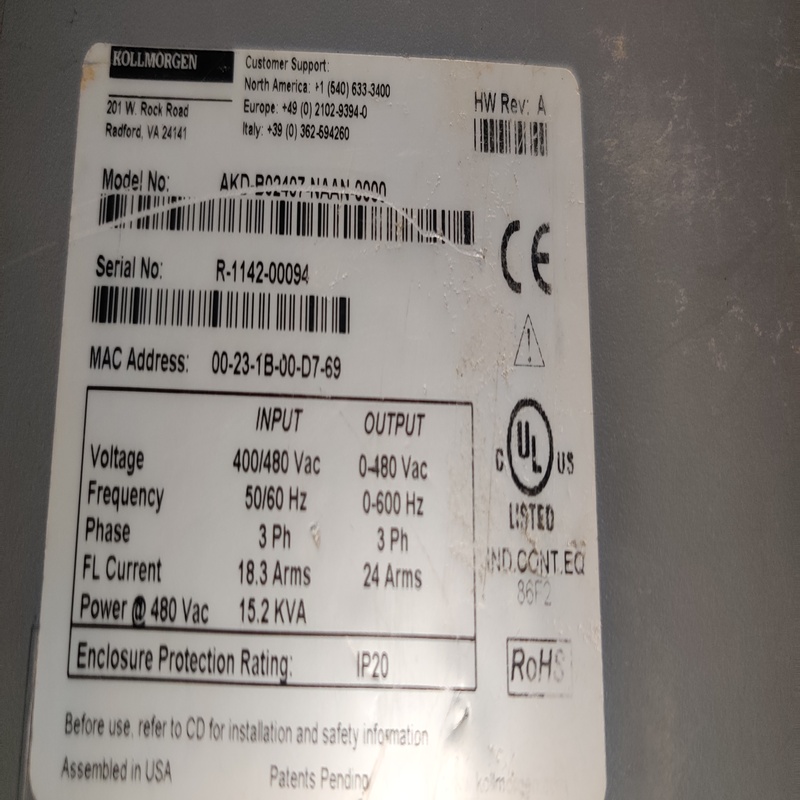 KOLLMORGEN
201 W. Rock Road
Radford, VA 24141
Customer Support:
North America: +1 (540) 633-3400
Europe: +49 (0) 2102-9394-0
Italy: +39 (0) 362-594260
HW Rev: A
Model No: AKD-B02407-NAAN-0000
Serial No: R-1142-00094
MAC Address: 00-23-1B-00-D7-69
CE
INPUT OUTPUT
Voltage 400/480 Vac 0-480 Vac
Frequency 50/60 Hz 0-600 Hz
Phase 3 Ph 3 Ph
FL Current 18.3 Arms 24 Arms
Power @ 480 Vac 15.2 KVA
Enclosure Protection Rating: IP20
C UL US
LISTED
IND.CONT.EQ
86F2
RoHS
Before use, refer to CD for installation and safety information
Assembled in USA Patents Pending